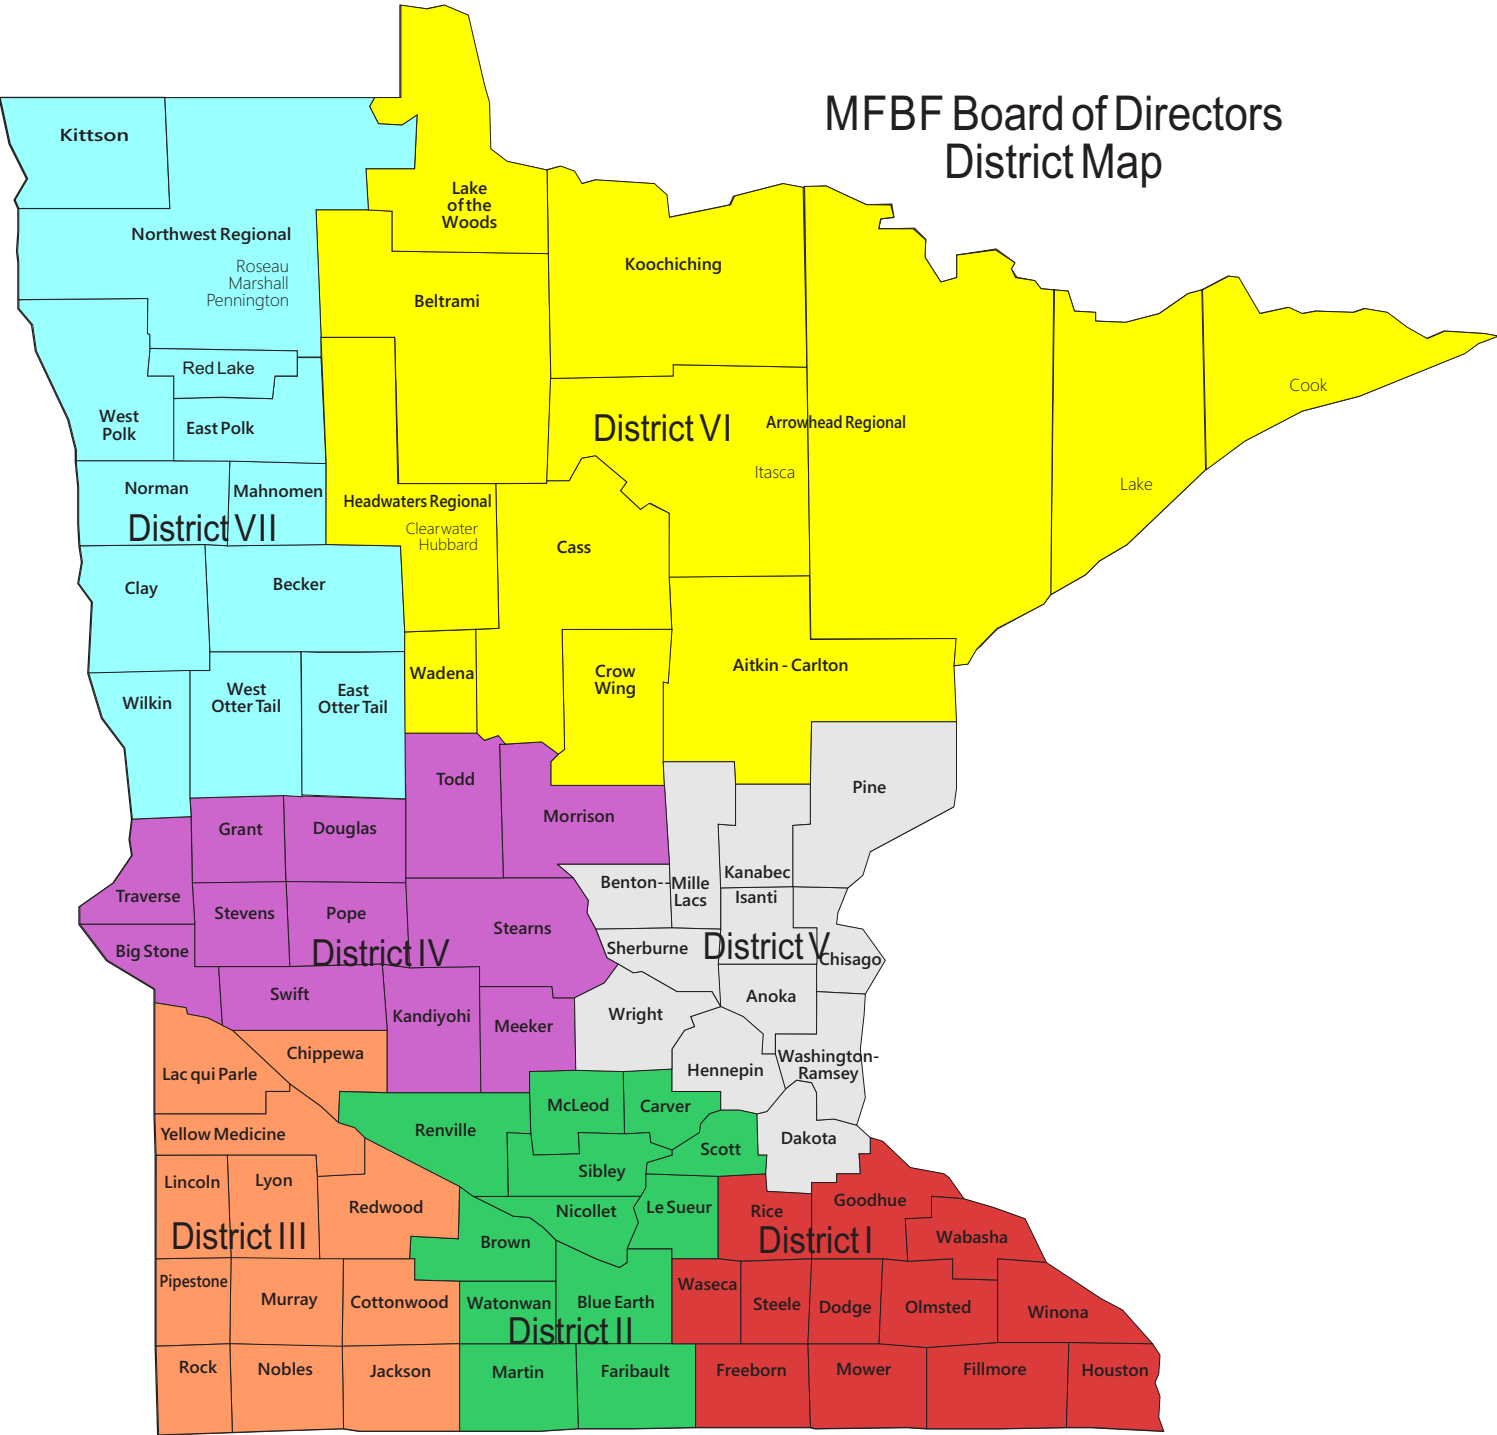 MFBF Board of Directors
District Map
Kittson
Lake
of the
Woods
Northwest Regional
Roseau
Marshall
Pennington
Koochiching
Beltrami
Red Lake
Cook
West
Polk
East Polk
District VI
Arrowhead Regional
Itasca
Lake
Norman
Mahnomen
Headwaters Regional
Clearwater
Hubbard
District VII
Cass
Clay
Becker
Wadena
Crow
Wing
Aitkin - Carlton
Wilkin
West
Otter Tail
East
Otter Tail
Todd
Pine
Morrison
Grant
Douglas
Kanabec
Benton--Mille
Lacs
Isanti
Traverse
Stevens
Pope
Stearns
Big Stone
District IV
Sherburne
District V
Chisago
Swift
Anoka
Kandiyohi
Meeker
Wright
Chippewa
Washington-
Ramsey
Lac qui Parle
Hennepin
McLeod
Carver
Yellow Medicine
Renville
Scott
Dakota
Lincoln
Lyon
Sibley
Redwood
Nicollet
Le Sueur
Rice
Goodhue
District III
Brown
District I
Wabasha
Pipestone
Murray
Cottonwood
Watonwan
Blue Earth
Waseca
Steele
Dodge
Olmsted
Winona
District II
Rock
Nobles
Jackson
Martin
Faribault
Freeborn
Mower
Fillmore
Houston